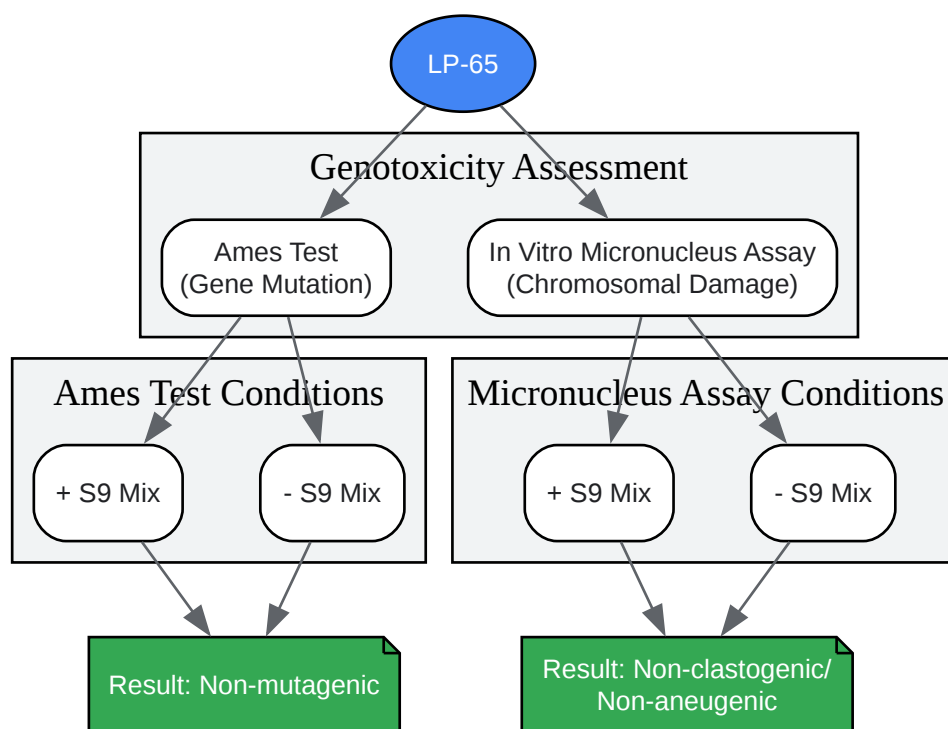 LP-65
Genotoxicity Assessment
Ames Test
(Gene Mutation)
In Vitro Micronucleus Assay
(Chromosomal Damage)
Ames Test Conditions
+ S9 Mix
- S9 Mix
Micronucleus Assay Conditions
+ S9 Mix
- S9 Mix
Result: Non-mutagenic
Result: Non-clastogenic/
Non-aneugenic